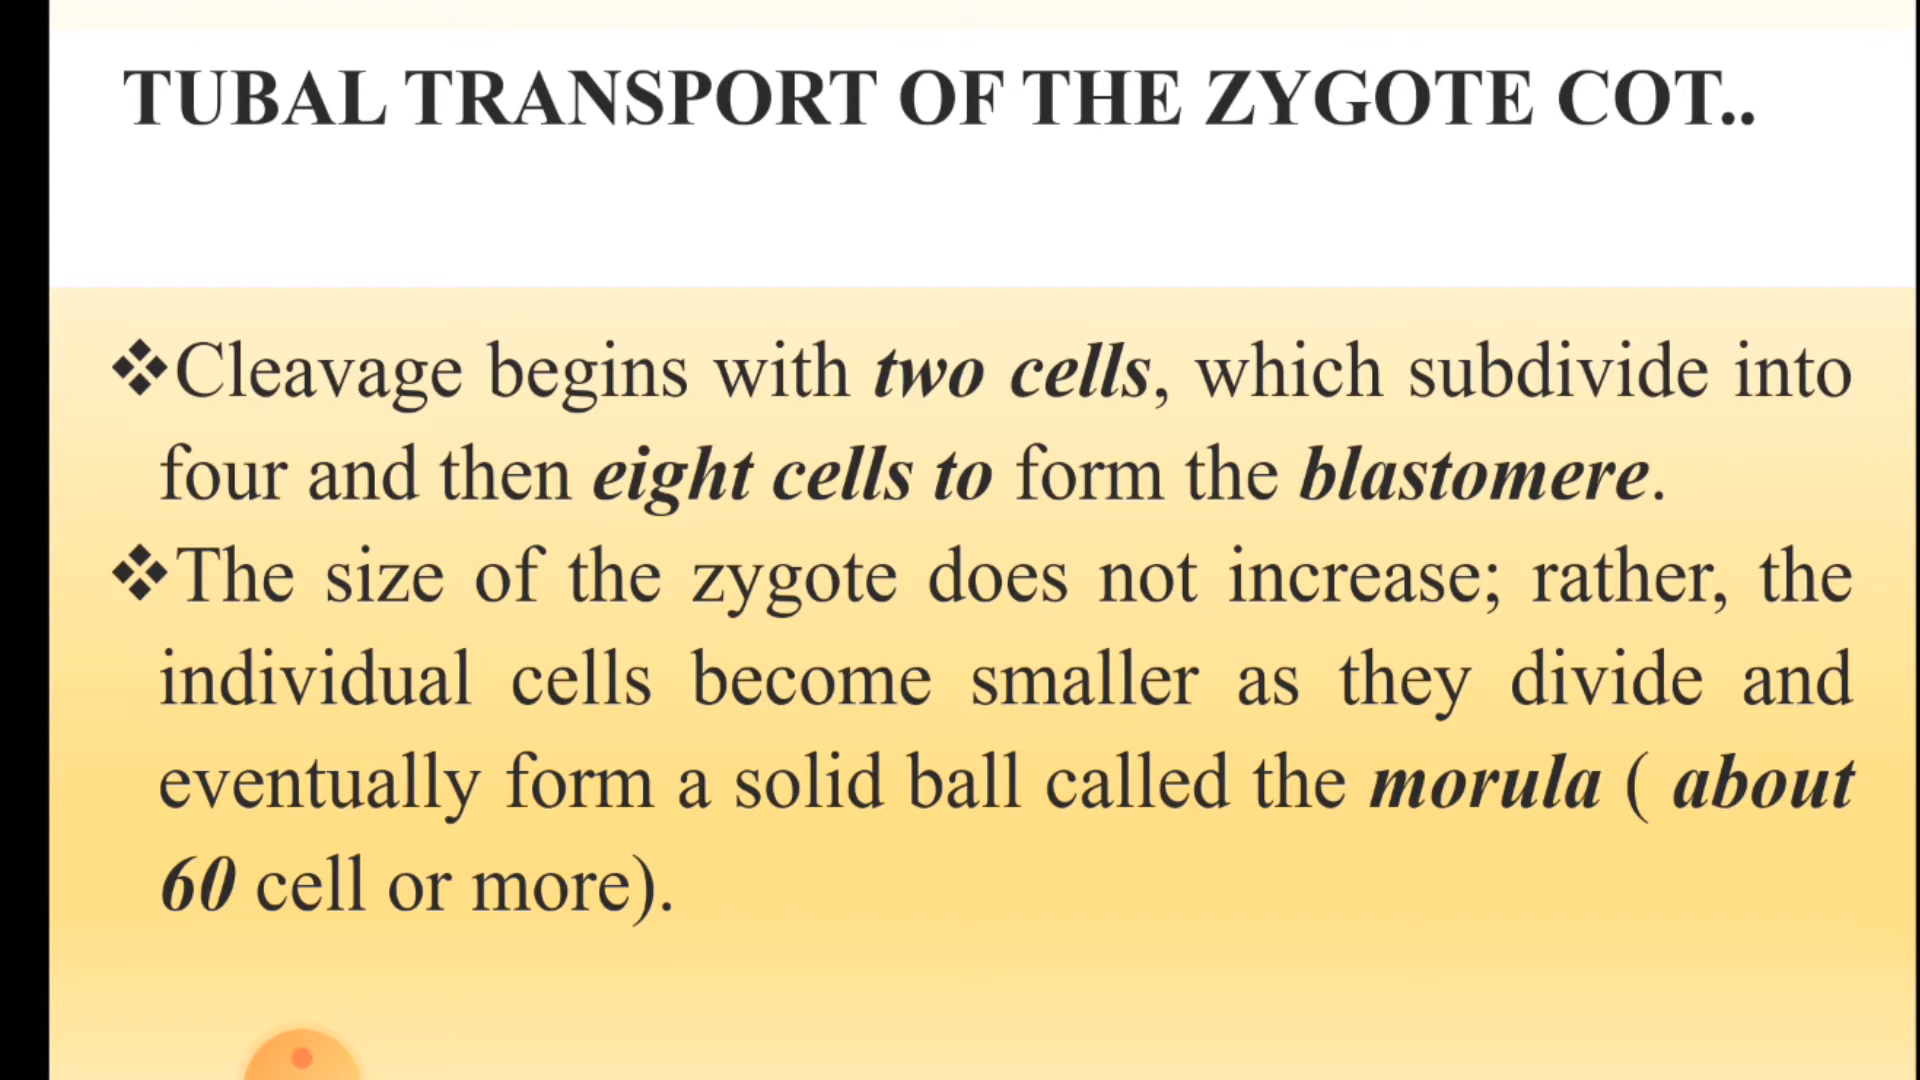 TUBAL TRANSPORT OF THE ZYGOTE COT..
❖Cleavage begins with two cells, which subdivide into
four and then eight cells to form the blastomere.
❖The size of the zygote does not increase; rather, the
individual cells become smaller as they divide and
eventually form a solid ball called the morula ( about
60 cell or more).